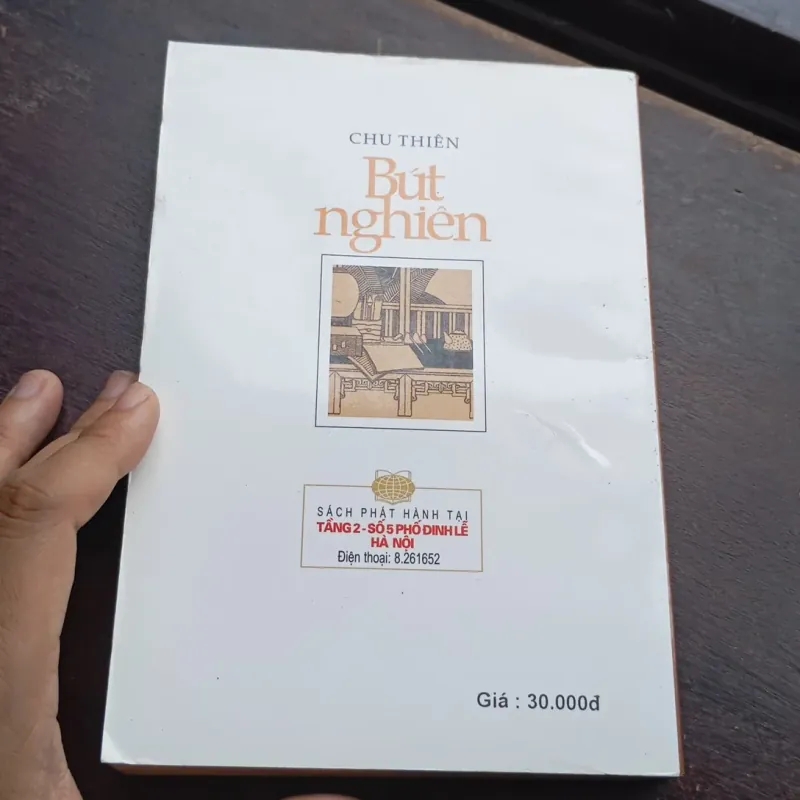 CHU THIÊN
Bút
nghiên
SÁCH PHÁT HÀNH TẠI
TẦNG 2 - SỐ 5 PHỐ ĐINH LỄ
HÀ NỘI
Điện thoại: 8.261652
Giá : 30.000đ